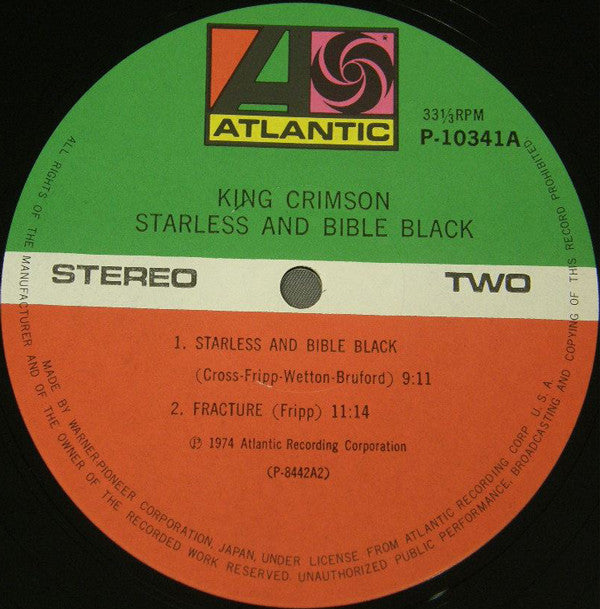 ATLANTIC
33⅓RPM
P-10341A
KING CRIMSON
STARLESS AND BIBLE BLACK
STEREO
TWO
1. STARLESS AND BIBLE BLACK
(Cross-Fripp-Wetton-Bruford) 9:11
2. FRACTURE (Fripp) 11:14
Ⓟ 1974 Atlantic Recording Corporation
(P-8442A2)
ALL RIGHTS OF THE MANUFACTURER AND OF THE OWNER OF THE RECORDED WORK RESERVED. UNAUTHORIZED PUBLIC PERFORMANCE, BROADCASTING AND COPYING OF THIS RECORD PROHIBITED.
MADE BY WARNER-PIONEER CORPORATION, JAPAN, UNDER LICENSE FROM ATLANTIC RECORDING CORP. U.S.A.